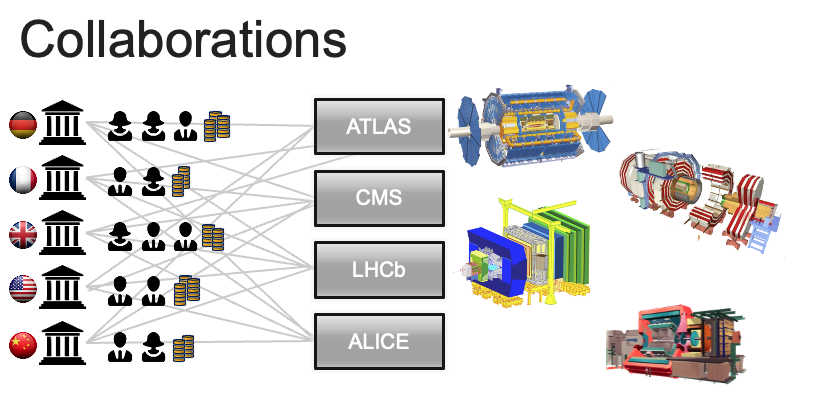 Collaborations
ATLAS
CMS
LHCb
ALICE